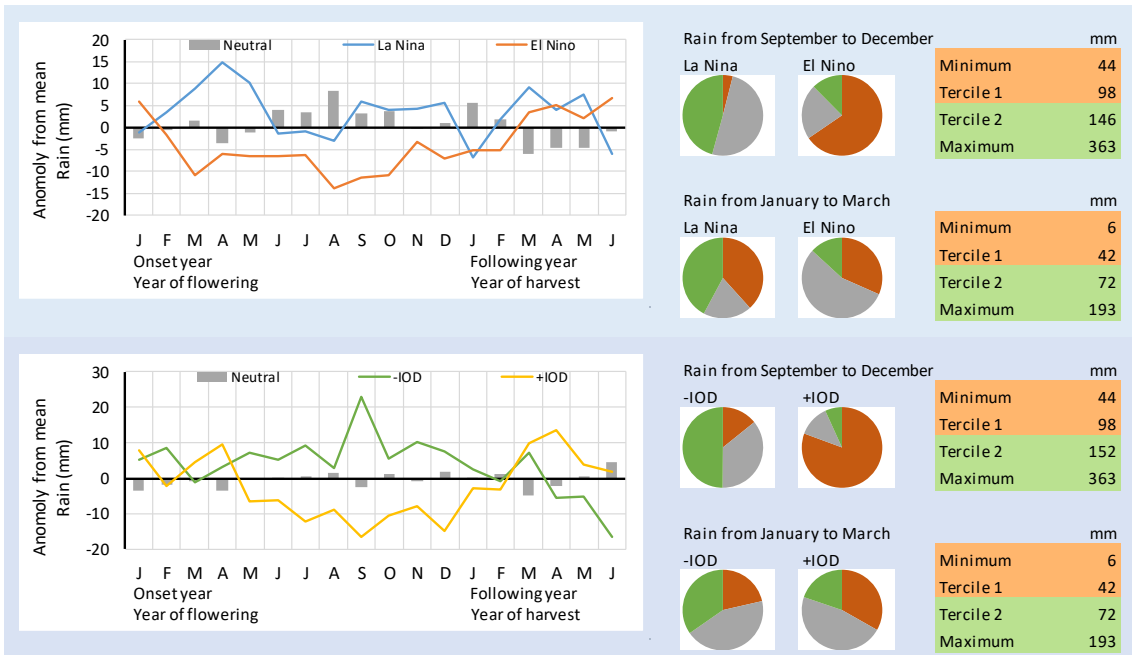 20
15
10
5
0
-5
-10
-15
-20
Anomoly from mean
Rain (mm)
Neutral La Nina El Nino
J F M A M J J A S O N D J F M A M J
Onset year Following year
Year of flowering Year of harvest
Rain from September to December mm
La Nina El Nino
Minimum 44
Tercile 1 98
Tercile 2 146
Maximum 363
Rain from January to March mm
La Nina El Nino
Minimum 6
Tercile 1 42
Tercile 2 72
Maximum 193
30
20
10
0
-10
-20
Anomoly from mean
Rain (mm)
Neutral -IOD +IOD
J F M A M J J A S O N D J F M A M J
Onset year Following year
Year of flowering Year of harvest
Rain from September to December mm
-IOD +IOD
Minimum 44
Tercile 1 98
Tercile 2 152
Maximum 363
Rain from January to March mm
-IOD +IOD
Minimum 6
Tercile 1 42
Tercile 2 72
Maximum 193